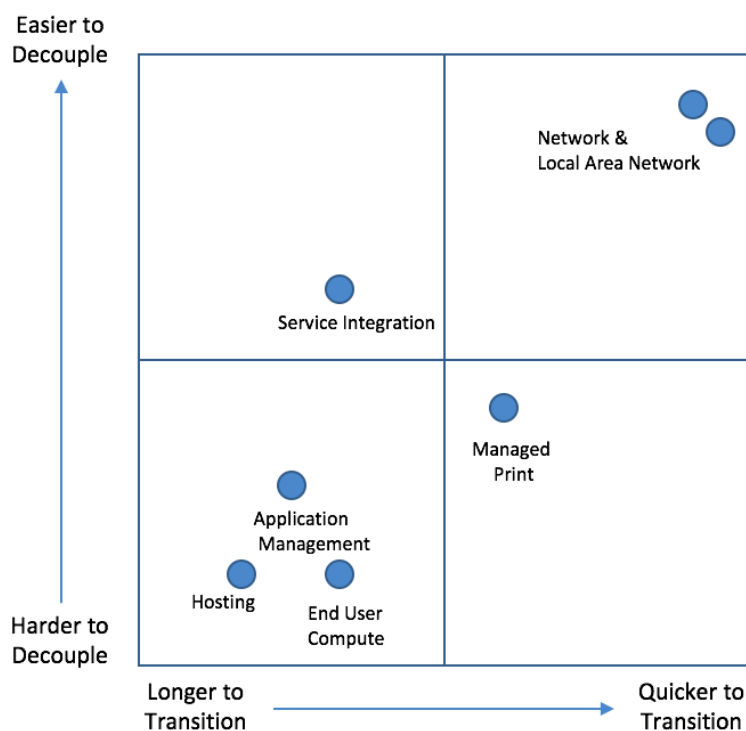 Easier to
Decouple
Network &
Local Area Network
Service Integration
Managed
Print
Application
Management
Hosting
End User
Compute
Harder to
Decouple
Longer to
Transition
Quicker to
Transition